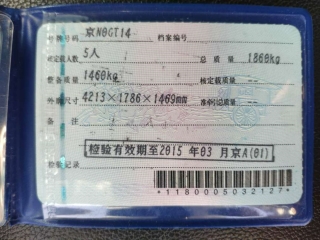 号牌号码 京N0GT14 档案编号
核定载人数 5人 总质量 1860kg
整备质量 1460kg 核定载质量 --
外廓尺寸 4213×1786×1469mm 准牵引总质量 --
备注
检验有效期至2015年03月京A(01)
检验记录
*1180005032127*